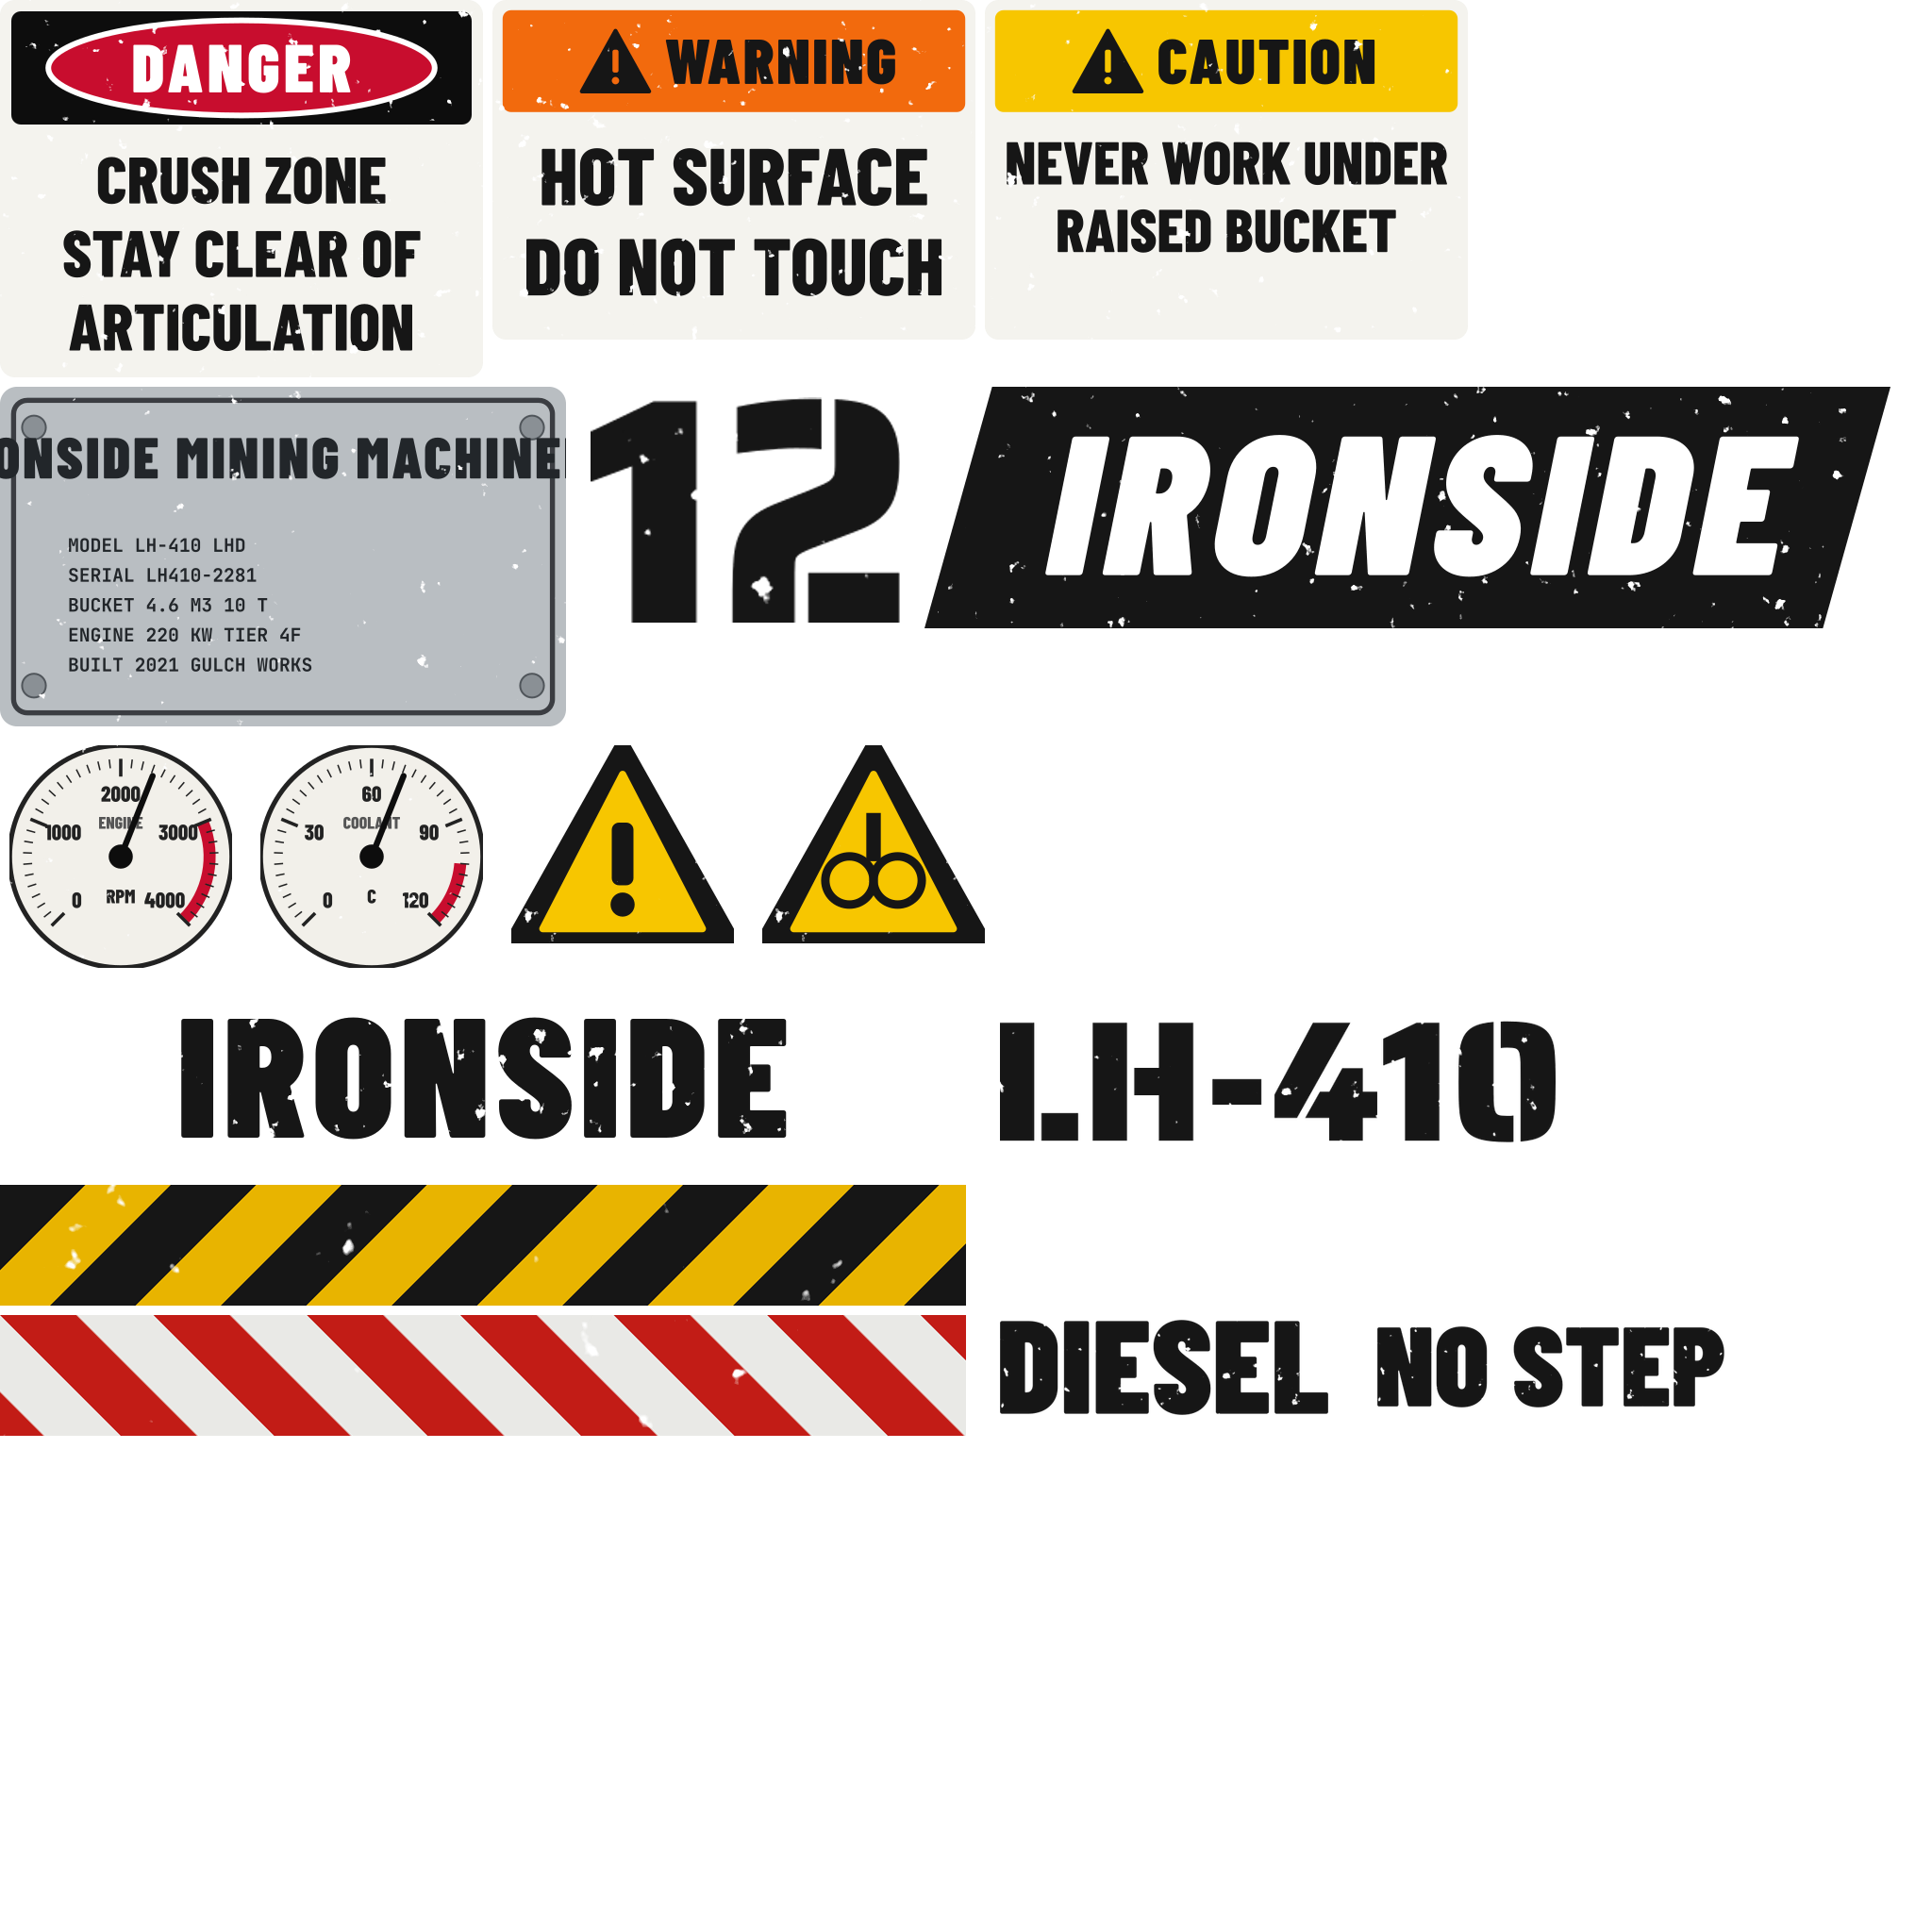 DANGER
CRUSH ZONE
STAY CLEAR OF
ARTICULATION
! WARNING
HOT SURFACE
DO NOT TOUCH
! CAUTION
NEVER WORK UNDER
RAISED BUCKET
ONSIDE MINING MACHINE
MODEL LH-410 LHD
SERIAL LH410-2281
BUCKET 4.6 M3 10 T
ENGINE 220 KW TIER 4F
BUILT 2021 GULCH WORKS
12
IRONSIDE
2000
ENGINE
1000 3000
0 RPM 4000
60
COOLANT
30 90
0 C 120
!
IRONSIDE
LH-410
DIESEL
NO STEP